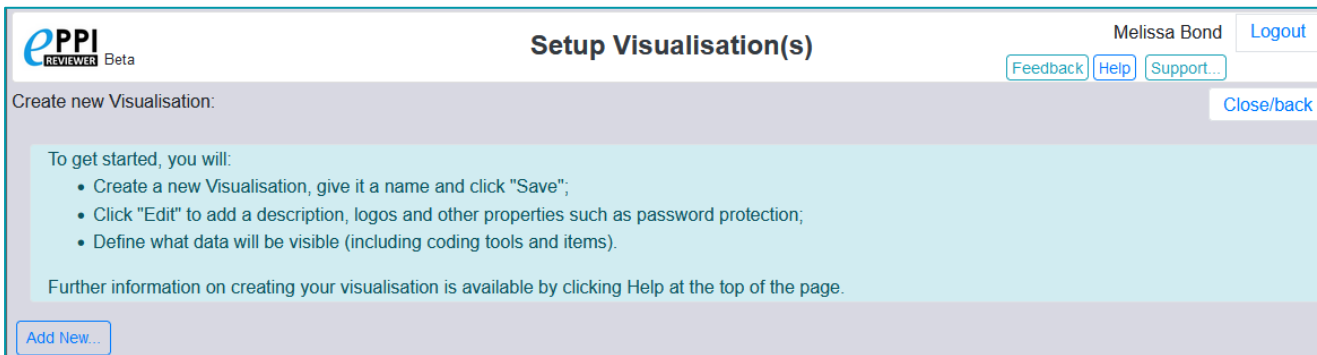 ePPI
REVIEWER Beta
Setup Visualisation(s)
Melissa Bond
Logout
Feedback Help Support...
Create new Visualisation:
Close/back
To get started, you will:
• Create a new Visualisation, give it a name and click "Save";
• Click "Edit" to add a description, logos and other properties such as password protection;
• Define what data will be visible (including coding tools and items).
Further information on creating your visualisation is available by clicking Help at the top of the page.
Add New...